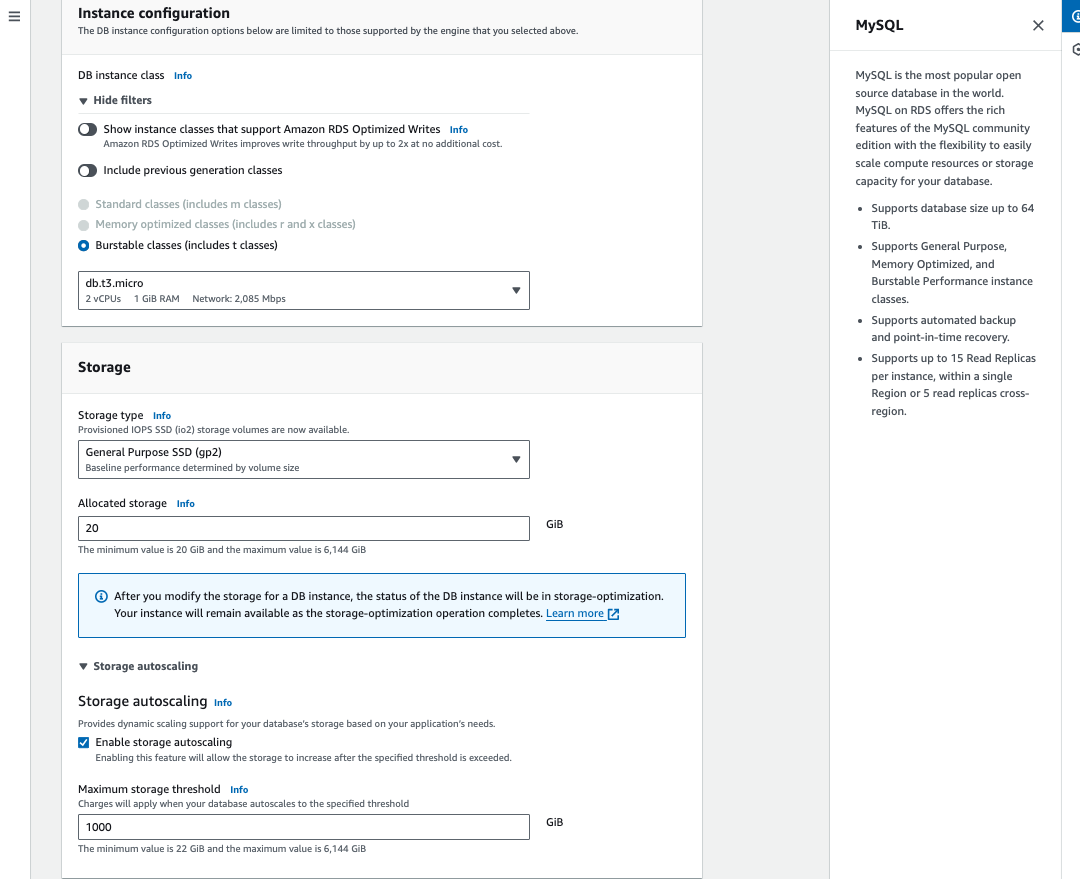 Instance configuration
The DB instance configuration options below are limited to those supported by the engine that you selected above.
DB instance class Info
Hide filters
Show instance classes that support Amazon RDS Optimized Writes Info
Amazon RDS Optimized Writes improves write throughput by up to 2x at no additional cost.
Include previous generation classes
Standard classes (includes m classes)
Memory optimized classes (includes r and x classes)
Burstable classes (includes t classes)
db.t3.micro
2 vCPUs 1 GiB RAM Network: 2,085 Mbps
Storage
Storage type Info
Provisioned IOPS SSD (io2) storage volumes are now available.
General Purpose SSD (gp2)
Baseline performance determined by volume size
Allocated storage Info
20 GiB
The minimum value is 20 GiB and the maximum value is 6,144 GiB
After you modify the storage for a DB instance, the status of the DB instance will be in storage-optimization.
Your instance will remain available as the storage-optimization operation completes. Learn more
Storage autoscaling
Storage autoscaling Info
Provides dynamic scaling support for your database's storage based on your application's needs.
Enable storage autoscaling
Enabling this feature will allow the storage to increase after the specified threshold is exceeded.
Maximum storage threshold Info
Charges will apply when your database autoscales to the specified threshold
1000 GiB
The minimum value is 22 GiB and the maximum value is 6,144 GiB
MySQL
MySQL is the most popular open
source database in the world.
MySQL on RDS offers the rich
features of the MySQL community
edition with the flexibility to easily
scale compute resources or storage
capacity for your database.
• Supports database size up to 64
TiB.
• Supports General Purpose,
Memory Optimized, and
Burstable Performance instance
classes.
• Supports automated backup
and point-in-time recovery.
• Supports up to 15 Read Replicas
per instance, within a single
Region or 5 read replicas cross-
region.